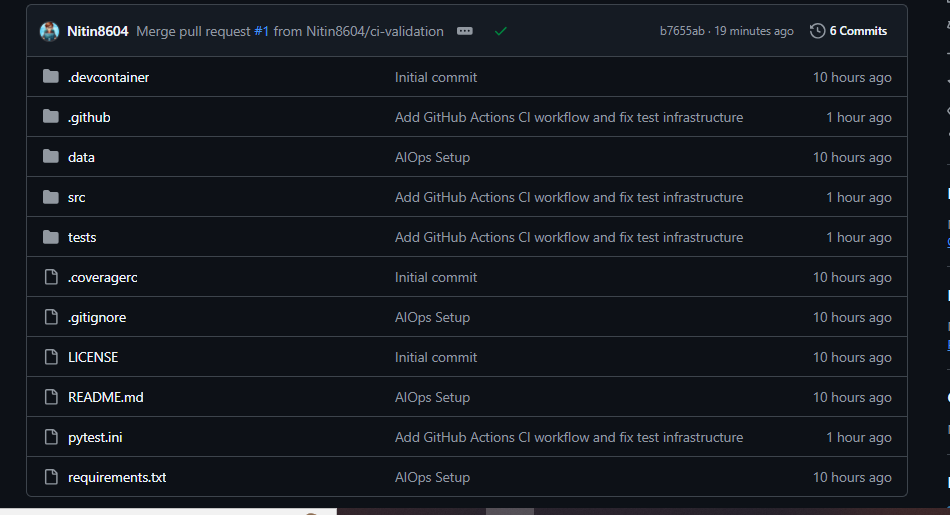 Nitin8604 Merge pull request #1 from Nitin8604/ci-validation b7655ab · 19 minutes ago 6 Commits
.devcontainer Initial commit 10 hours ago
.github Add GitHub Actions CI workflow and fix test infrastructure 1 hour ago
data AIOps Setup 10 hours ago
src Add GitHub Actions CI workflow and fix test infrastructure 1 hour ago
tests Add GitHub Actions CI workflow and fix test infrastructure 1 hour ago
.coveragerc Initial commit 10 hours ago
.gitignore AIOps Setup 10 hours ago
LICENSE Initial commit 10 hours ago
README.md AIOps Setup 10 hours ago
pytest.ini Add GitHub Actions CI workflow and fix test infrastructure 1 hour ago
requirements.txt AIOps Setup 10 hours ago